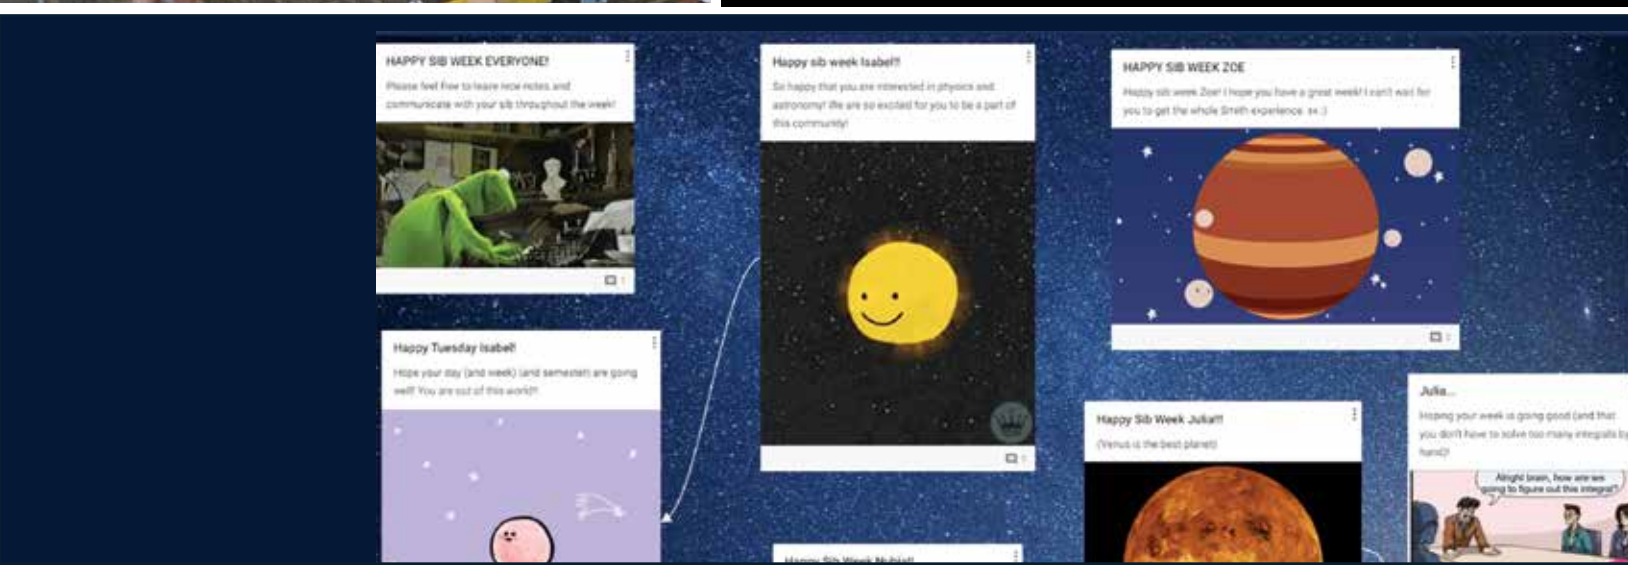 HAPPY SIB WEEK EVERYONE!
Please feel free to leave nice notes and
communicate with your sib throughout the week!
Happy Tuesday Isabel!
Hope your day (and week) (and semester) are going
well! You are out of this world!!
Happy sib week Isabel!!
So happy that you are interested in physics and
astronomy! We are so excited for you to be a part of
this community!
Happy Sib Week Nubia!!
HAPPY SIB WEEK ZOE
Happy sib week Zoe! I hope you have a great week! I can't wait for
you to get the whole Smith experience. :)
Happy Sib Week Julia!!!
(Venus is the best planet)
Julia...
Hoping your week is going good (and that
you don't have to solve too many integrals by
hand)!
Alright brain, how are we
going to figure out this integral?